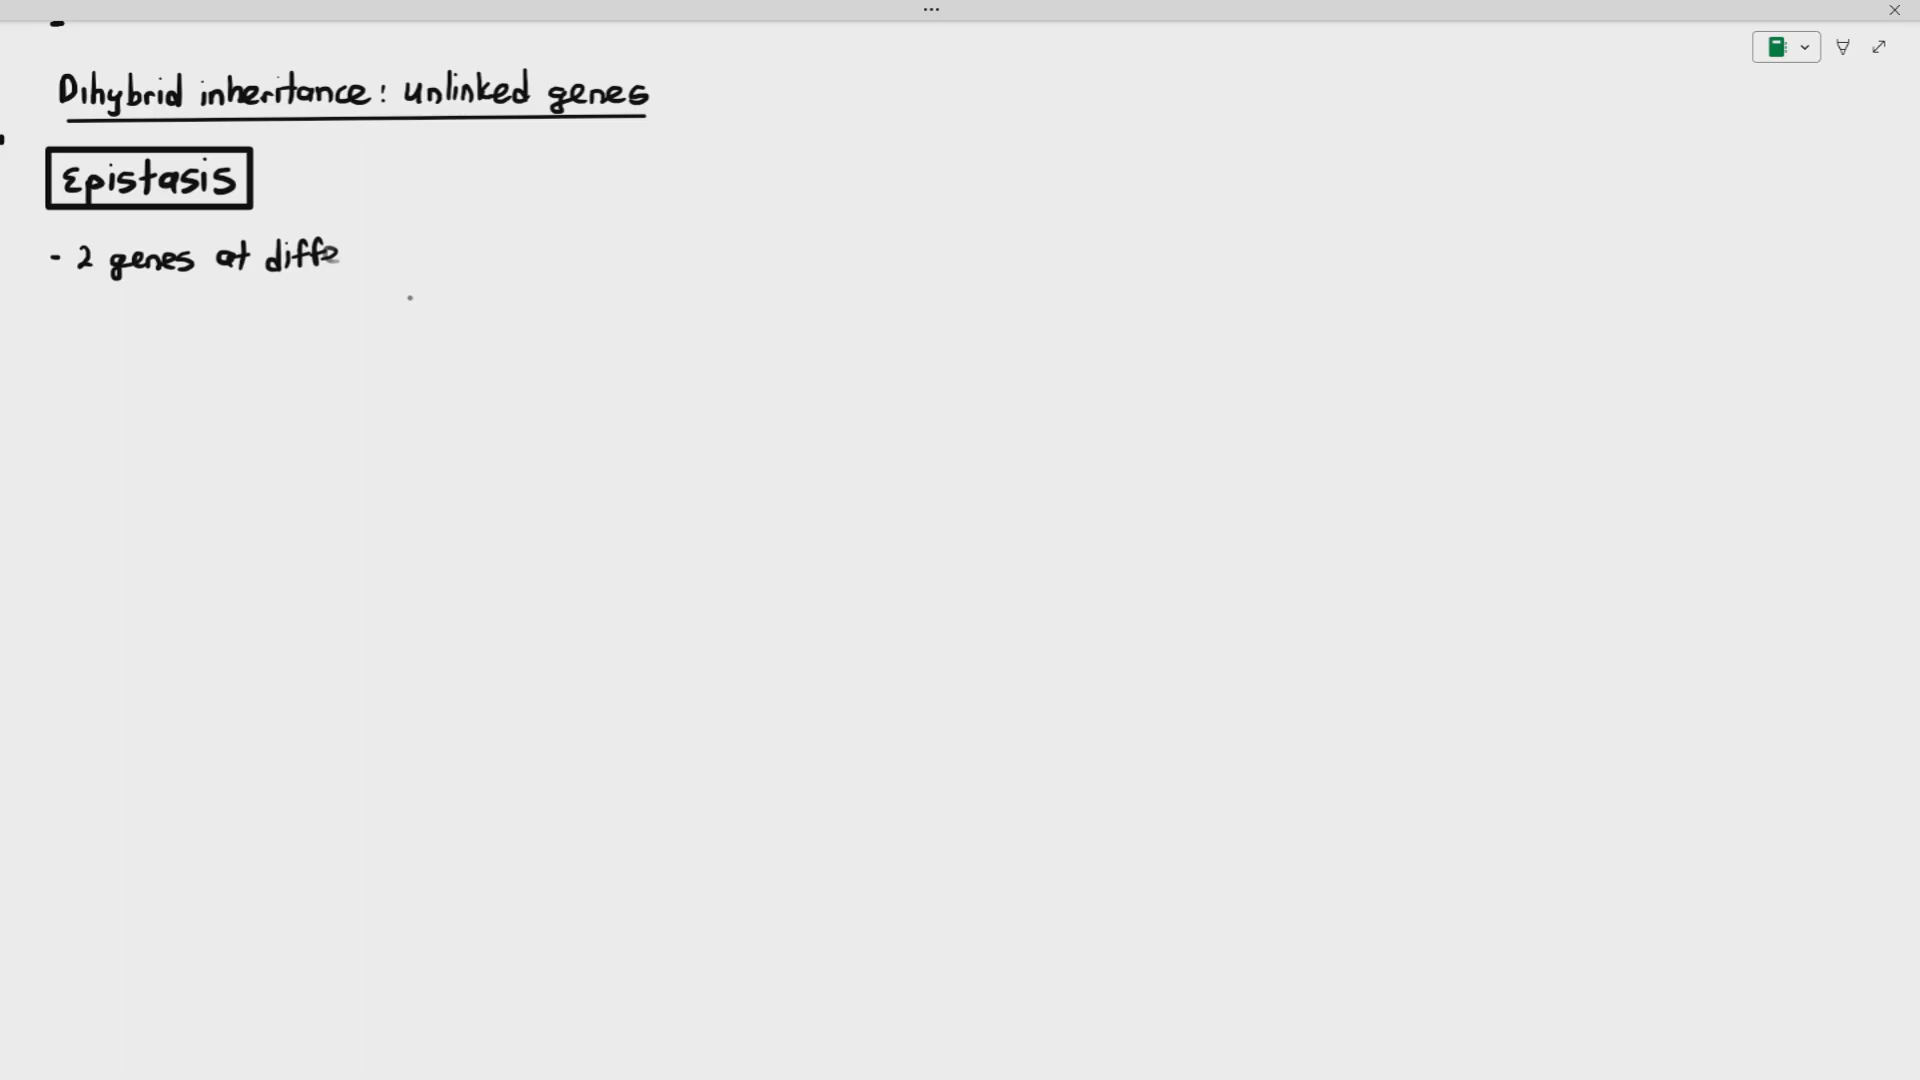 Dihybrid inheritance: unlinked genes
Epistasis
- 2 genes at diffe